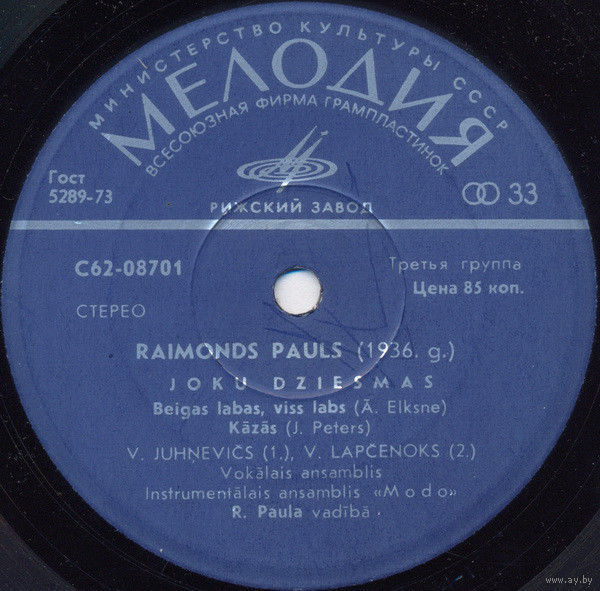 МИНИСТЕРСТВО КУЛЬТУРЫ СССР
МЕЛОДИЯ
ВСЕСОЮЗНАЯ ФИРМА ГРАМПЛАСТИНОК
Гост
5289-73
33
РИЖСКИЙ ЗАВОД
С62-08701
Третья группа
Цена 85 коп.
СТЕРЕО
RAIMONDS PAULS (1936. g.)
JOKU DZIESMAS
Beigas labas, viss labs (Ā. Elksne)
Kāzās (J. Peters)
V. JUHŅEVIČS (1.), V. LAPČENOKS (2.)
Vokālais ansamblis
Instrumentālais ansamblis «Modo»
R. Paula vadībā
www.ay.by